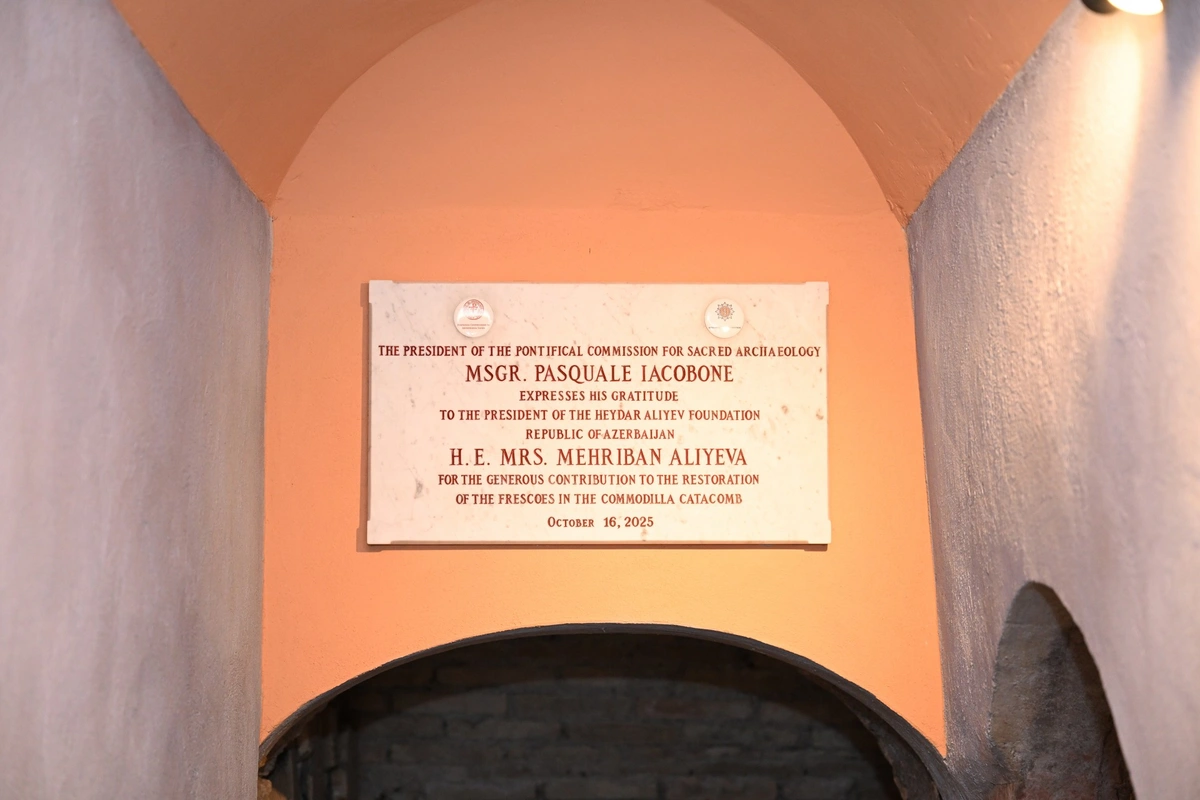 THE PRESIDENT OF THE PONTIFICAL COMMISSION FOR SACRED ARCHAEOLOGY
MSGR. PASQUALE IACOBONE
EXPRESSES HIS GRATITUDE
TO THE PRESIDENT OF THE HEYDAR ALIYEV FOUNDATION
REPUBLIC OF AZERBAIJAN
H.E. MRS. MEHRIBAN ALIYEVA
FOR THE GENEROUS CONTRIBUTION TO THE RESTORATION
OF THE FRESCOES IN THE COMMODILLA CATACOMB
OCTOBER 16, 2025